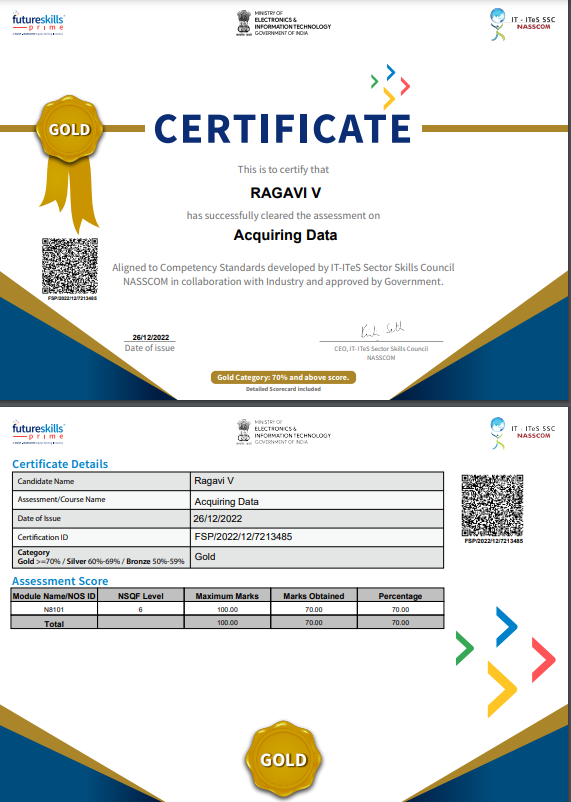 futureskills
prime
MINISTRY OF
ELECTRONICS &
INFORMATION TECHNOLOGY
GOVERNMENT OF INDIA
IT - ITeS SSC
NASSCOM
GOLD
CERTIFICATE
This is to certify that
RAGAVI V
has successfully cleared the assessment on
Acquiring Data
FSP/2022/12/7213485
Aligned to Competency Standards developed by IT-ITeS Sector Skills Council
NASSCOM in collaboration with Industry and approved by Government.
26/12/2022
Date of issue
CEO, IT- ITeS Sector Skills Council
NASSCOM
Gold Category: 70% and above score.
Detailed Scorecard included
futureskills
prime
MINISTRY OF
ELECTRONICS &
INFORMATION TECHNOLOGY
GOVERNMENT OF INDIA
IT - ITeS SSC
NASSCOM
Certificate Details
Candidate Name Ragavi V
Assessment/Course Name Acquiring Data
Date of Issue 26/12/2022
Certification ID FSP/2022/12/7213485
Category
Gold >=70% / Silver 60%-69% / Bronze 50%-59% Gold
FSP/2022/12/7213485
Assessment Score
Module Name/NOS ID NSQF Level Maximum Marks Marks Obtained Percentage
N8101 6 100.00 70.00 70.00
Total 100.00 70.00 70.00
GOLD